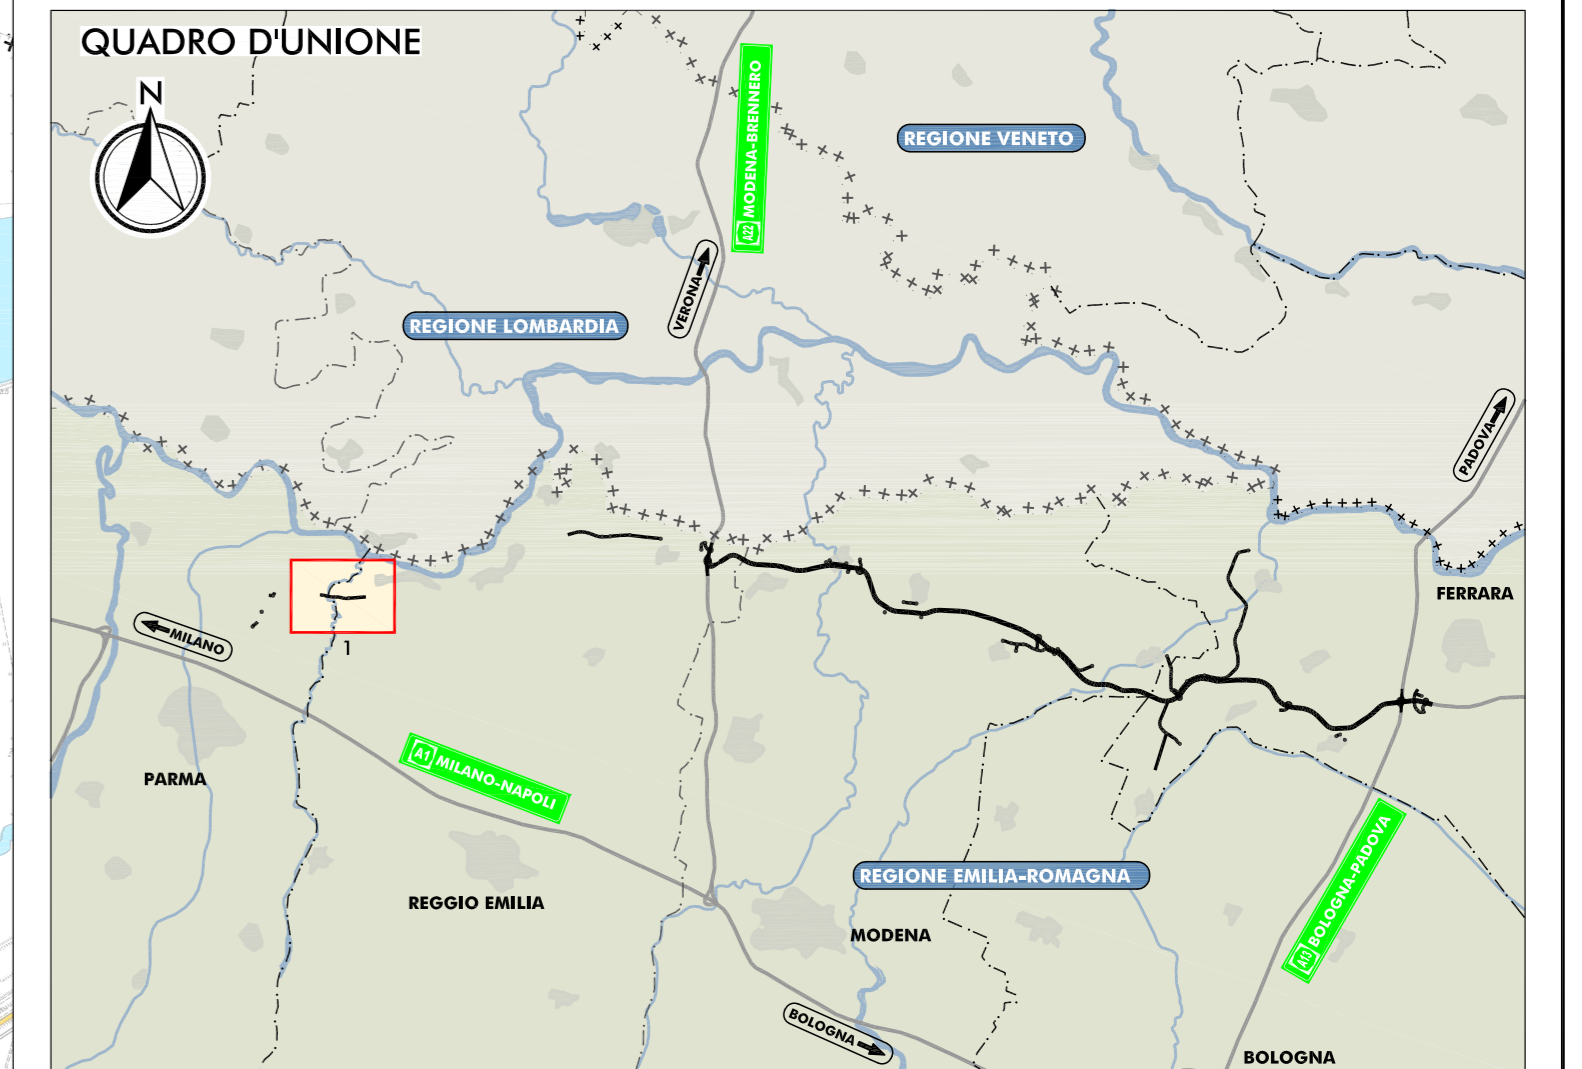 QUADRO D'UNIONE
N
A22 MODENA-BRENNERO
REGIONE VENETO
VERONA
REGIONE LOMBARDIA
PADOVA
FERRARA
MILANO
1
PARMA
A1 MILANO-NAPOLI
REGGIO EMILIA
REGIONE EMILIA-ROMAGNA
A13 BOLOGNA-PADOVA
MODENA
BOLOGNA
BOLOGNA